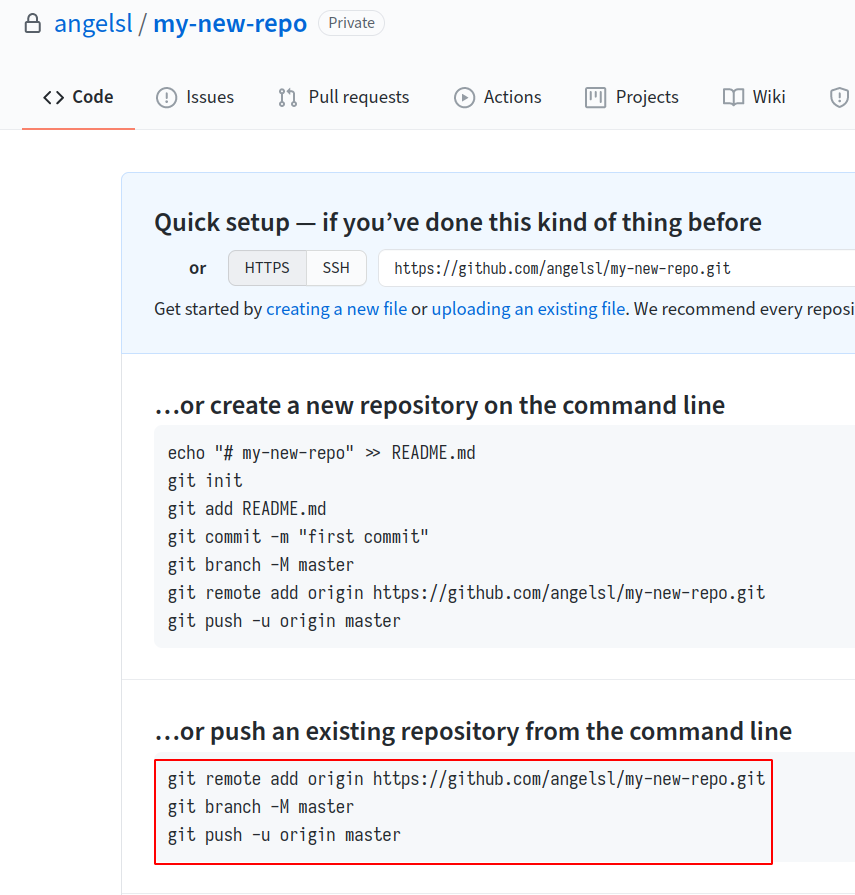 angelsl / my-new-repo Private
Code Issues Pull requests Actions Projects Wiki
Quick setup — if you’ve done this kind of thing before
or HTTPS SSH https://github.com/angelsl/my-new-repo.git
Get started by creating a new file or uploading an existing file. We recommend every
…or create a new repository on the command line
echo "# my-new-repo" >> README.md
git init
git add README.md
git commit -m "first commit"
git branch -M master
git remote add origin https://github.com/angelsl/my-new-repo.git
git push -u origin master
…or push an existing repository from the command line
git remote add origin https://github.com/angelsl/my-new-repo.git
git branch -M master
git push -u origin master